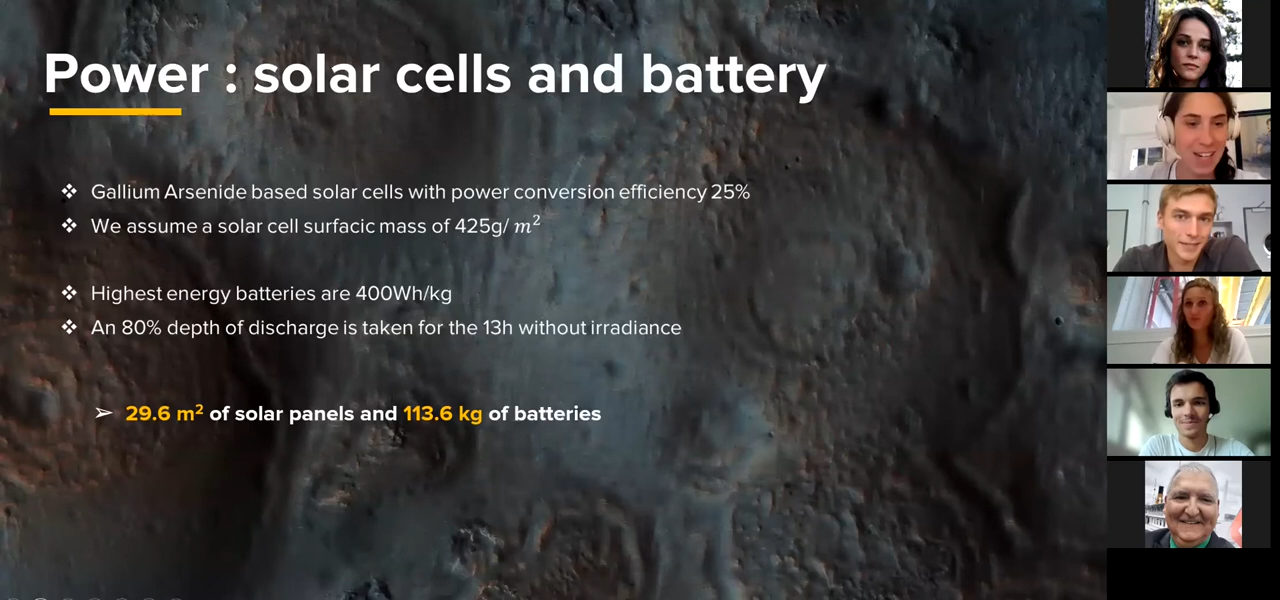 Power : solar cells and battery
❖ Gallium Arsenide based solar cells with power conversion efficiency 25%
❖ We assume a solar cell surfacic mass of 425g/ m²
❖ Highest energy batteries are 400Wh/kg
❖ An 80% depth of discharge is taken for the 13h without irradiance
➢ 29.6 m² of solar panels and 113.6 kg of batteries